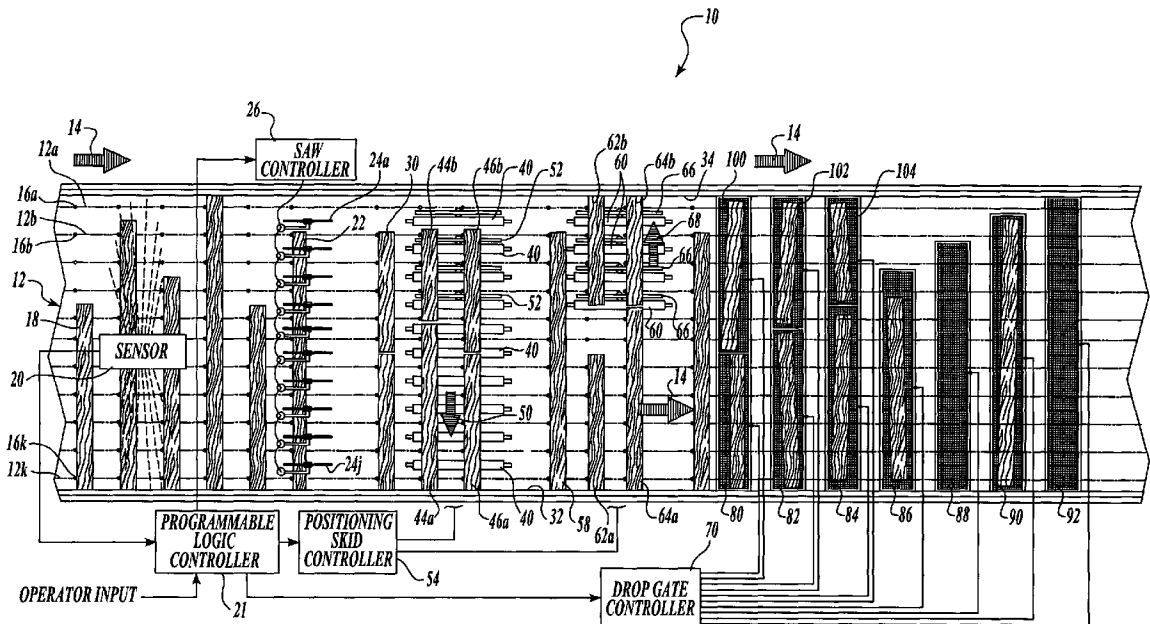 10
26
14
12a
16a
12b
16b
12
18
20
16k
12k
SENSOR
SAW
CONTROLLER
24a
22
24j
30
44b
46b
40
52
40
52
40
50
40
44a
46a
32
58
62a
62b
60
64b
66
34
68
60
66
60
66
64a
14
14
100
102
104
80
82
84
86
88
90
92
PROGRAMMABLE
LOGIC
CONTROLLER
21
OPERATOR INPUT
POSITIONING
SKID
CONTROLLER
54
70
DROP GATE
CONTROLLER